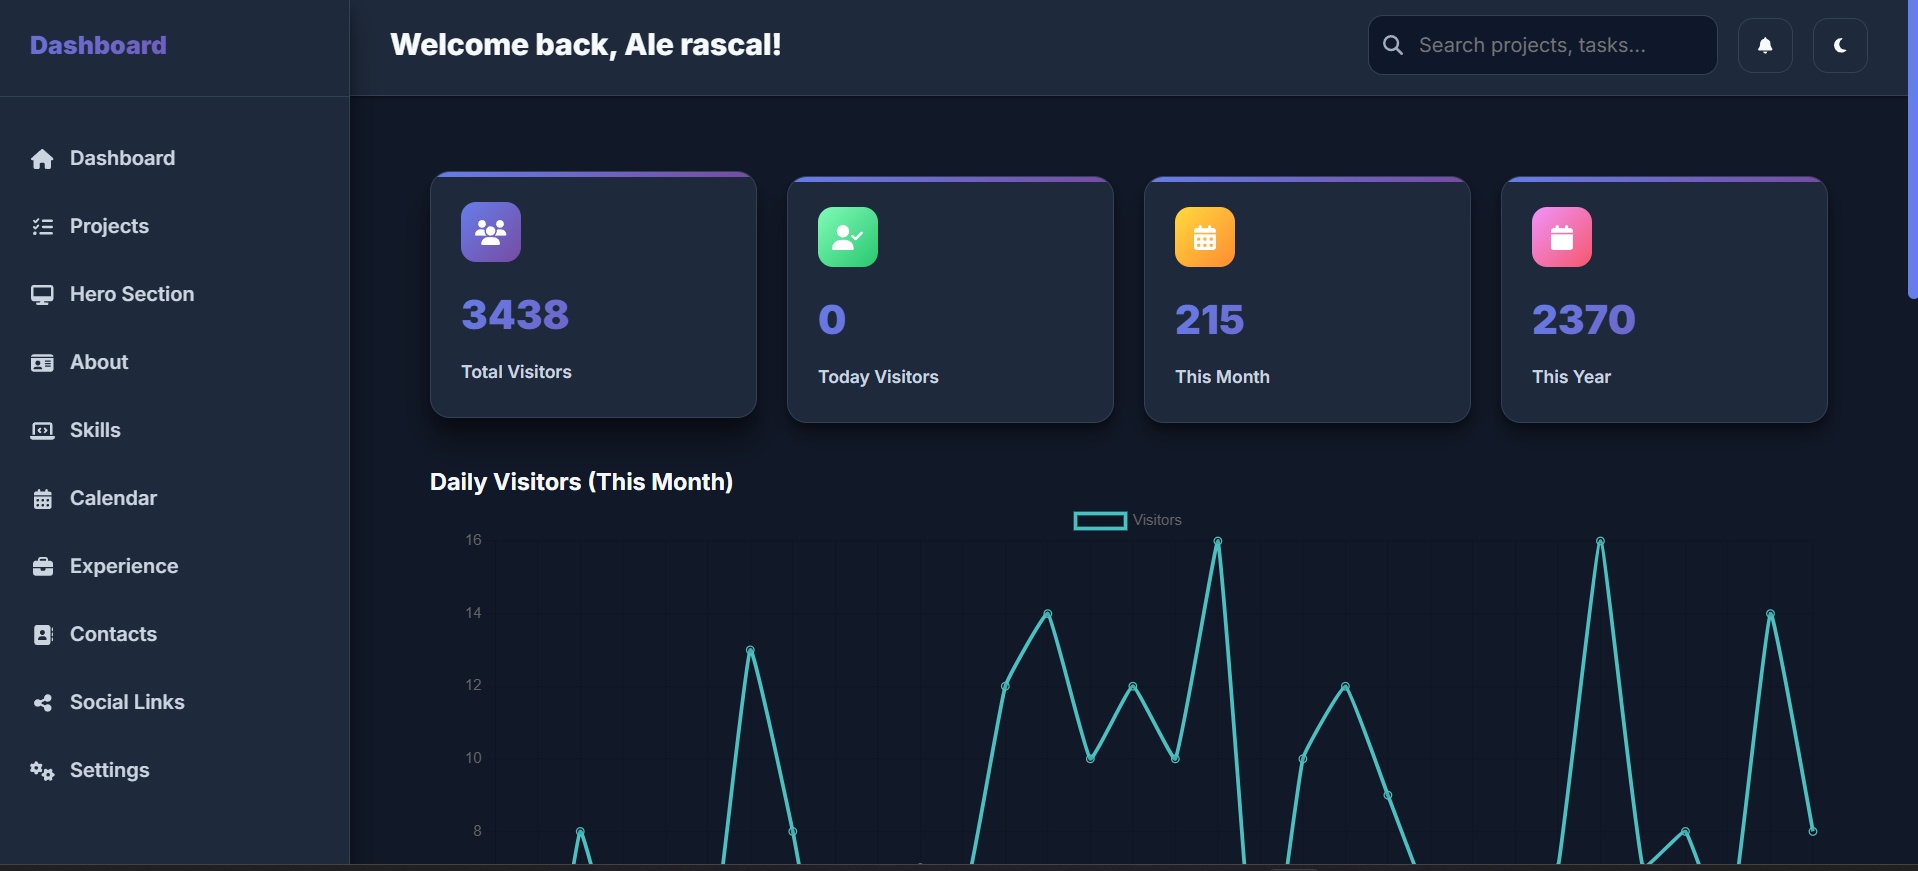 Dashboard
Welcome back, Ale rascal!
Search projects, tasks...
Dashboard
Projects
Hero Section
About
Skills
Calendar
Experience
Contacts
Social Links
Settings
3438
Total Visitors
0
Today Visitors
215
This Month
2370
This Year
Daily Visitors (This Month)
Visitors
16
14
12
10
8